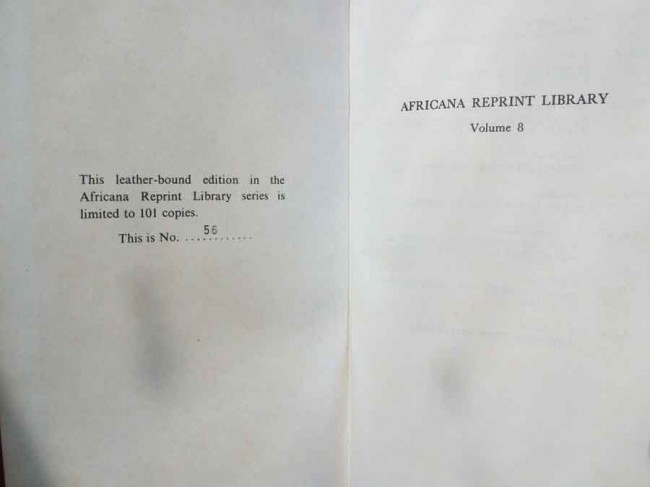 This leather-bound edition in the
Africana Reprint Library series is
limited to 101 copies.
This is No. ............
56
AFRICANA REPRINT LIBRARY
Volume 8